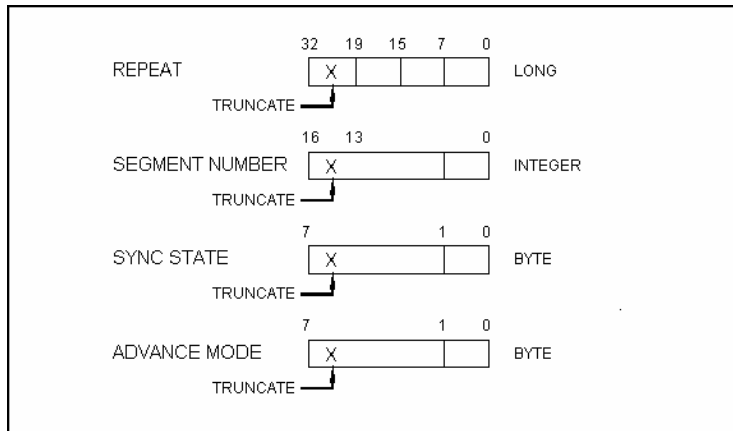 32 19 15 7 0
REPEAT X LONG
TRUNCATE
16 13 0
SEGMENT NUMBER X INTEGER
TRUNCATE
7 1 0
SYNC STATE X BYTE
TRUNCATE
7 1 0
ADVANCE MODE X BYTE
TRUNCATE